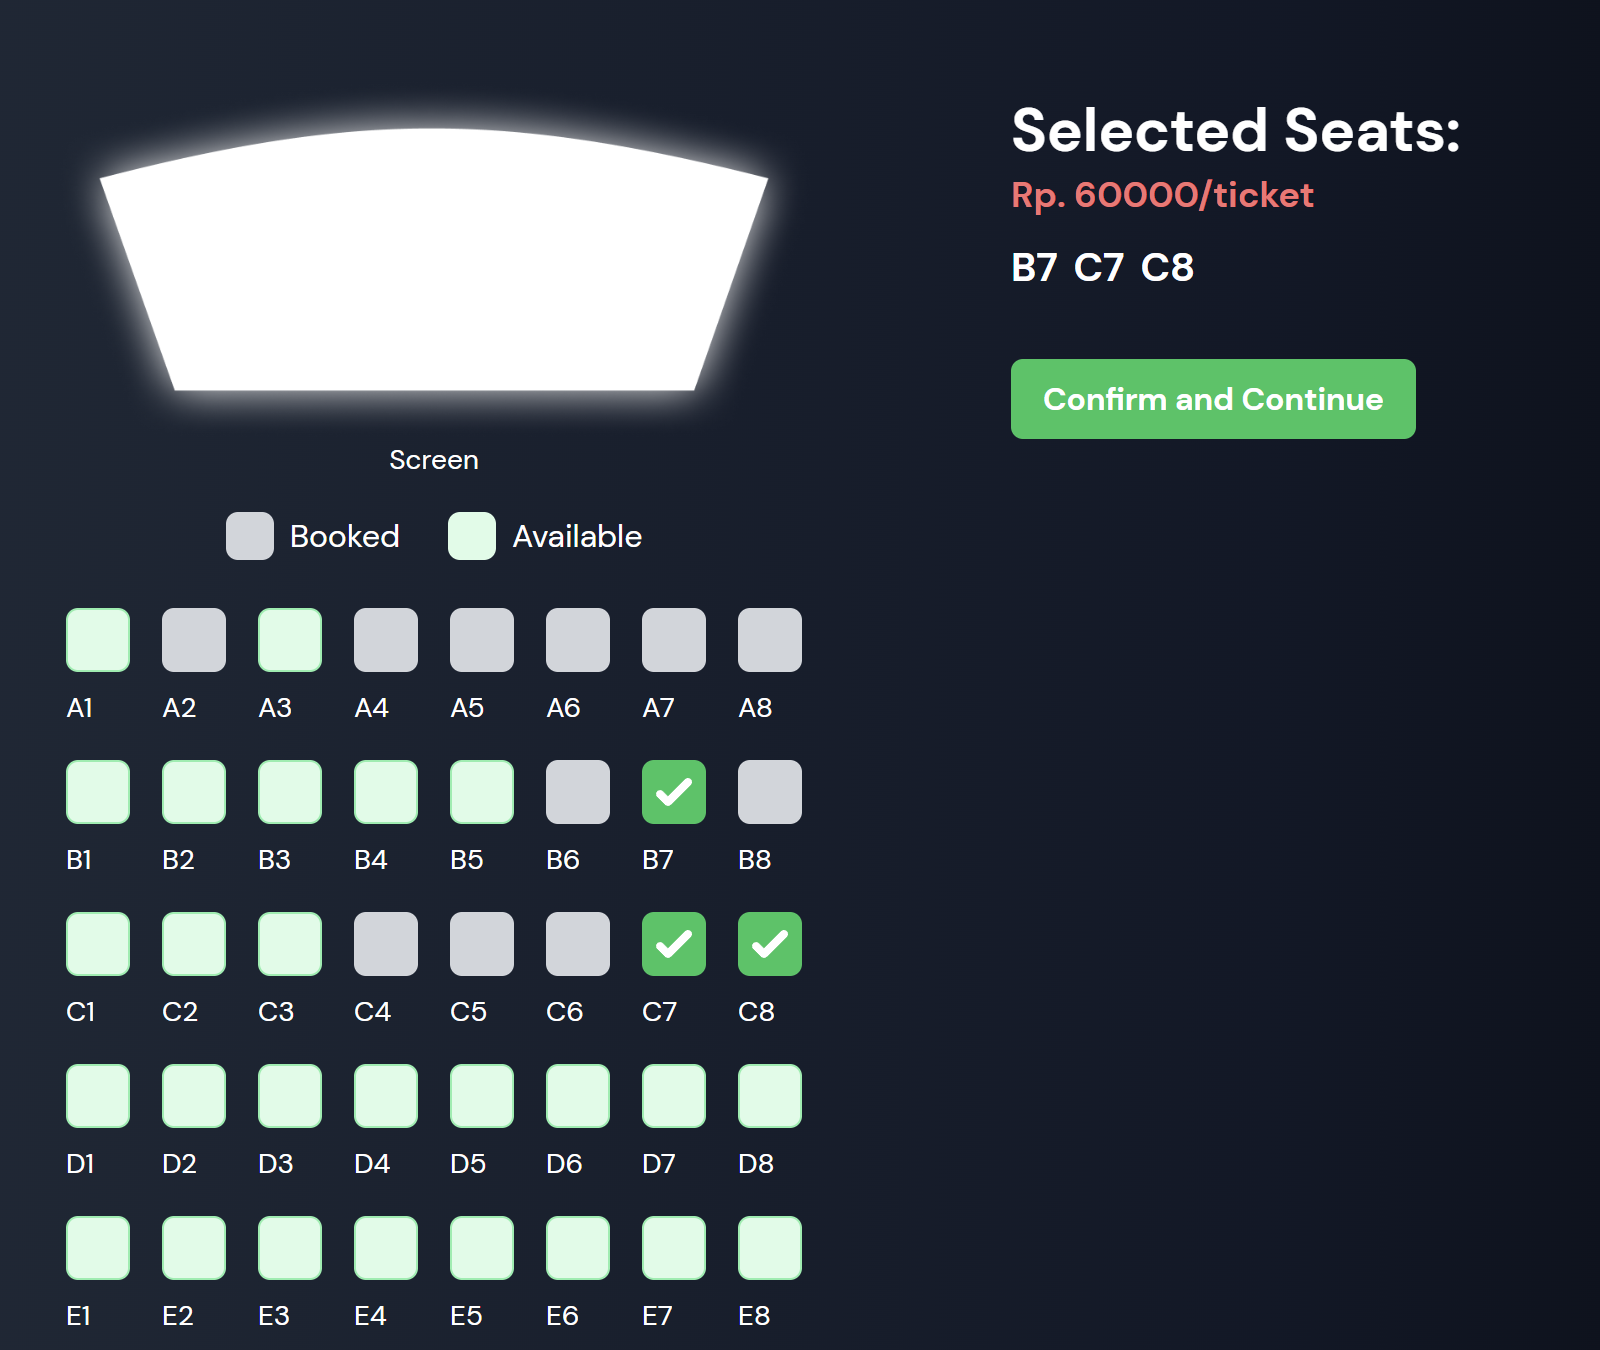 Selected Seats:
Rp. 60000/ticket
B7 C7 C8
Confirm and Continue
Screen
Booked Available
A1 A2 A3 A4 A5 A6 A7 A8
B1 B2 B3 B4 B5 B6 B7 B8
C1 C2 C3 C4 C5 C6 C7 C8
D1 D2 D3 D4 D5 D6 D7 D8
E1 E2 E3 E4 E5 E6 E7 E8